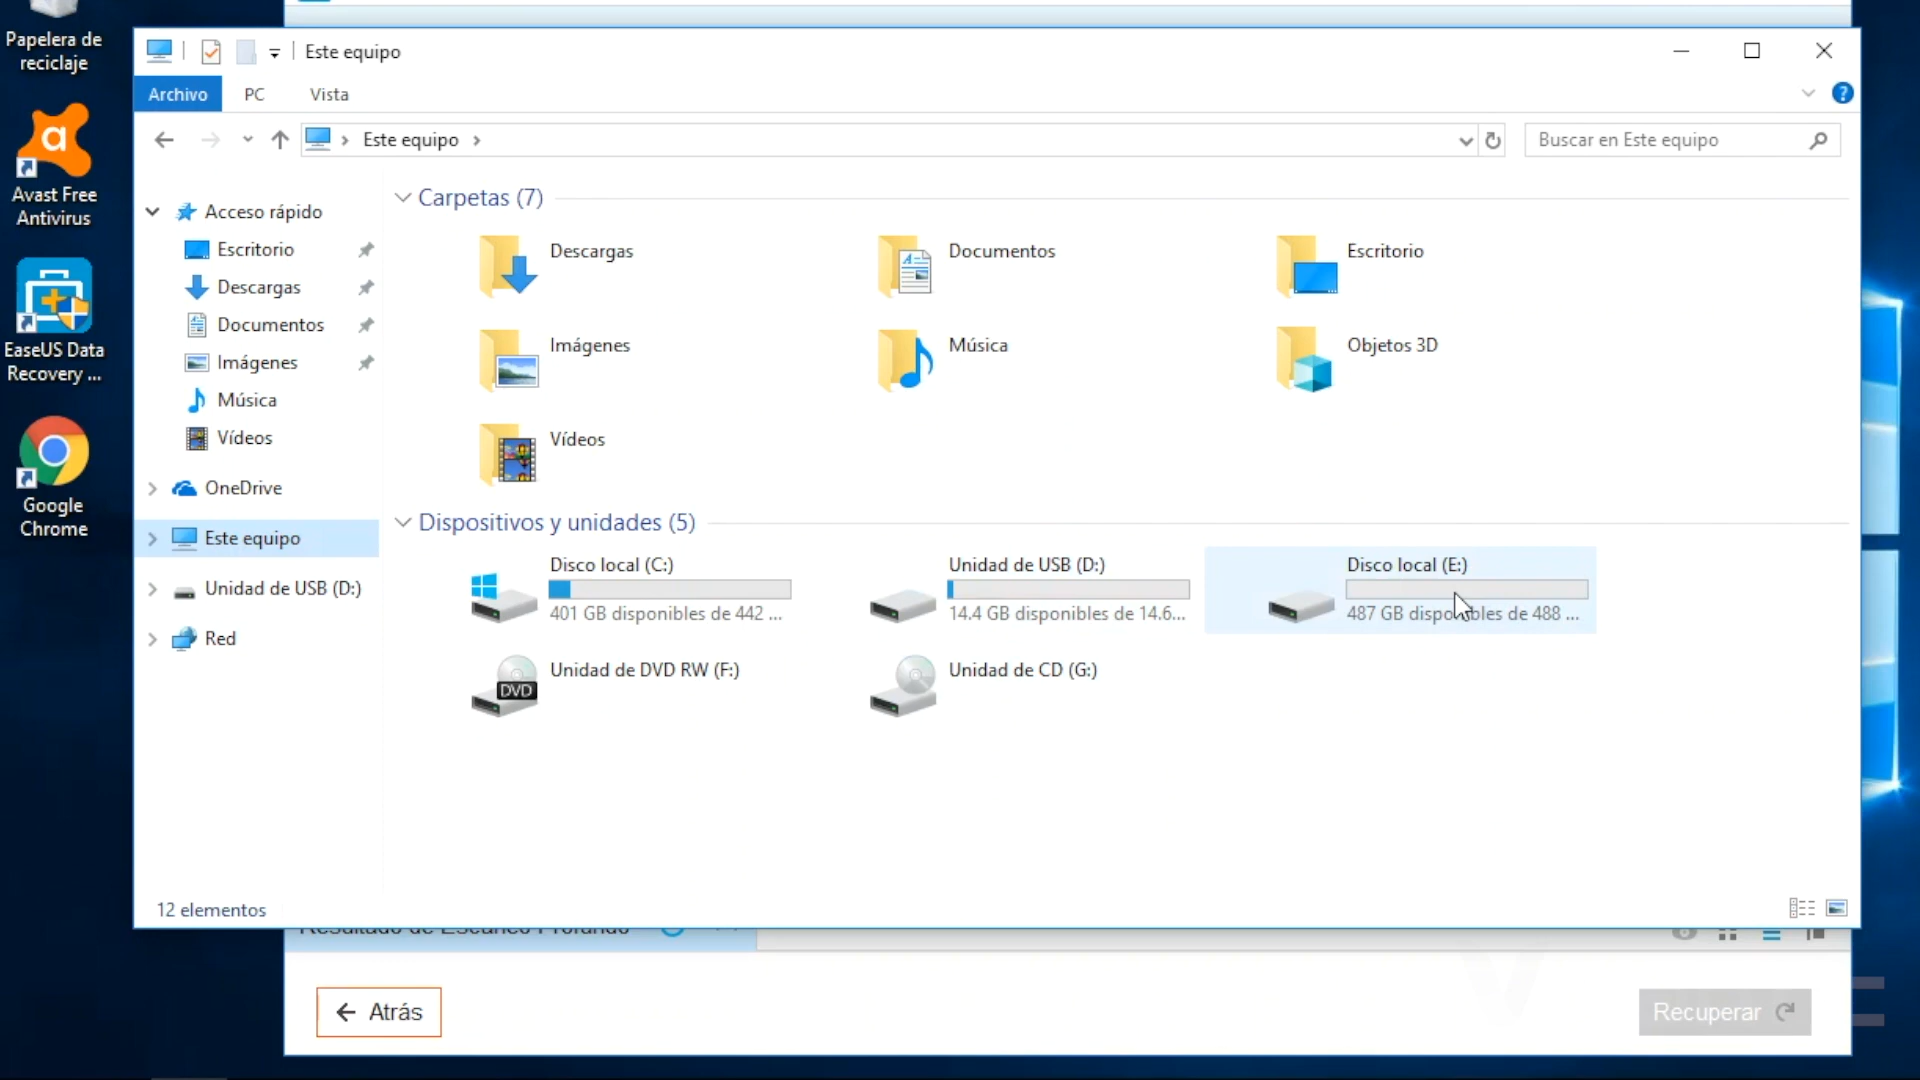 Papelera de
reciclaje
Avast Free
Antivirus
EaseUS Data
Recovery ...
Google
Chrome
Este equipo
Archivo
PC
Vista
?
Este equipo
Buscar en Este equipo
Acceso rápido
Escritorio
Descargas
Documentos
Imágenes
Música
Vídeos
OneDrive
Este equipo
Unidad de USB (D:)
Red
Carpetas (7)
Descargas
Documentos
Escritorio
Imágenes
Música
Objetos 3D
Vídeos
Dispositivos y unidades (5)
Disco local (C:)
401 GB disponibles de 442 ...
Unidad de USB (D:)
14.4 GB disponibles de 14.6...
Disco local (E:)
487 GB disponibles de 488 ...
DVD
Unidad de DVD RW (F:)
Unidad de CD (G:)
12 elementos
Resultado de Escaneo Profundo
Atrás
Recuperar